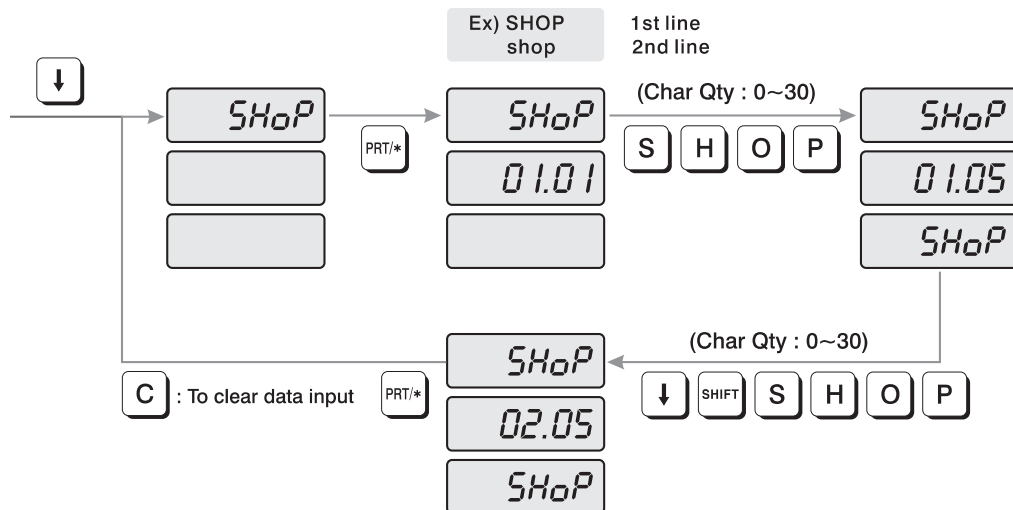 Ex) SHOP 1st line
shop 2nd line
↓
SHoP
PRT/*
SHoP
01.01
(Char Qty : 0~30)
S H O P
SHoP
01.05
SHoP
(Char Qty : 0~30)
↓ SHIFT S H O P
SHoP
02.05
SHoP
PRT/*
C : To clear data input